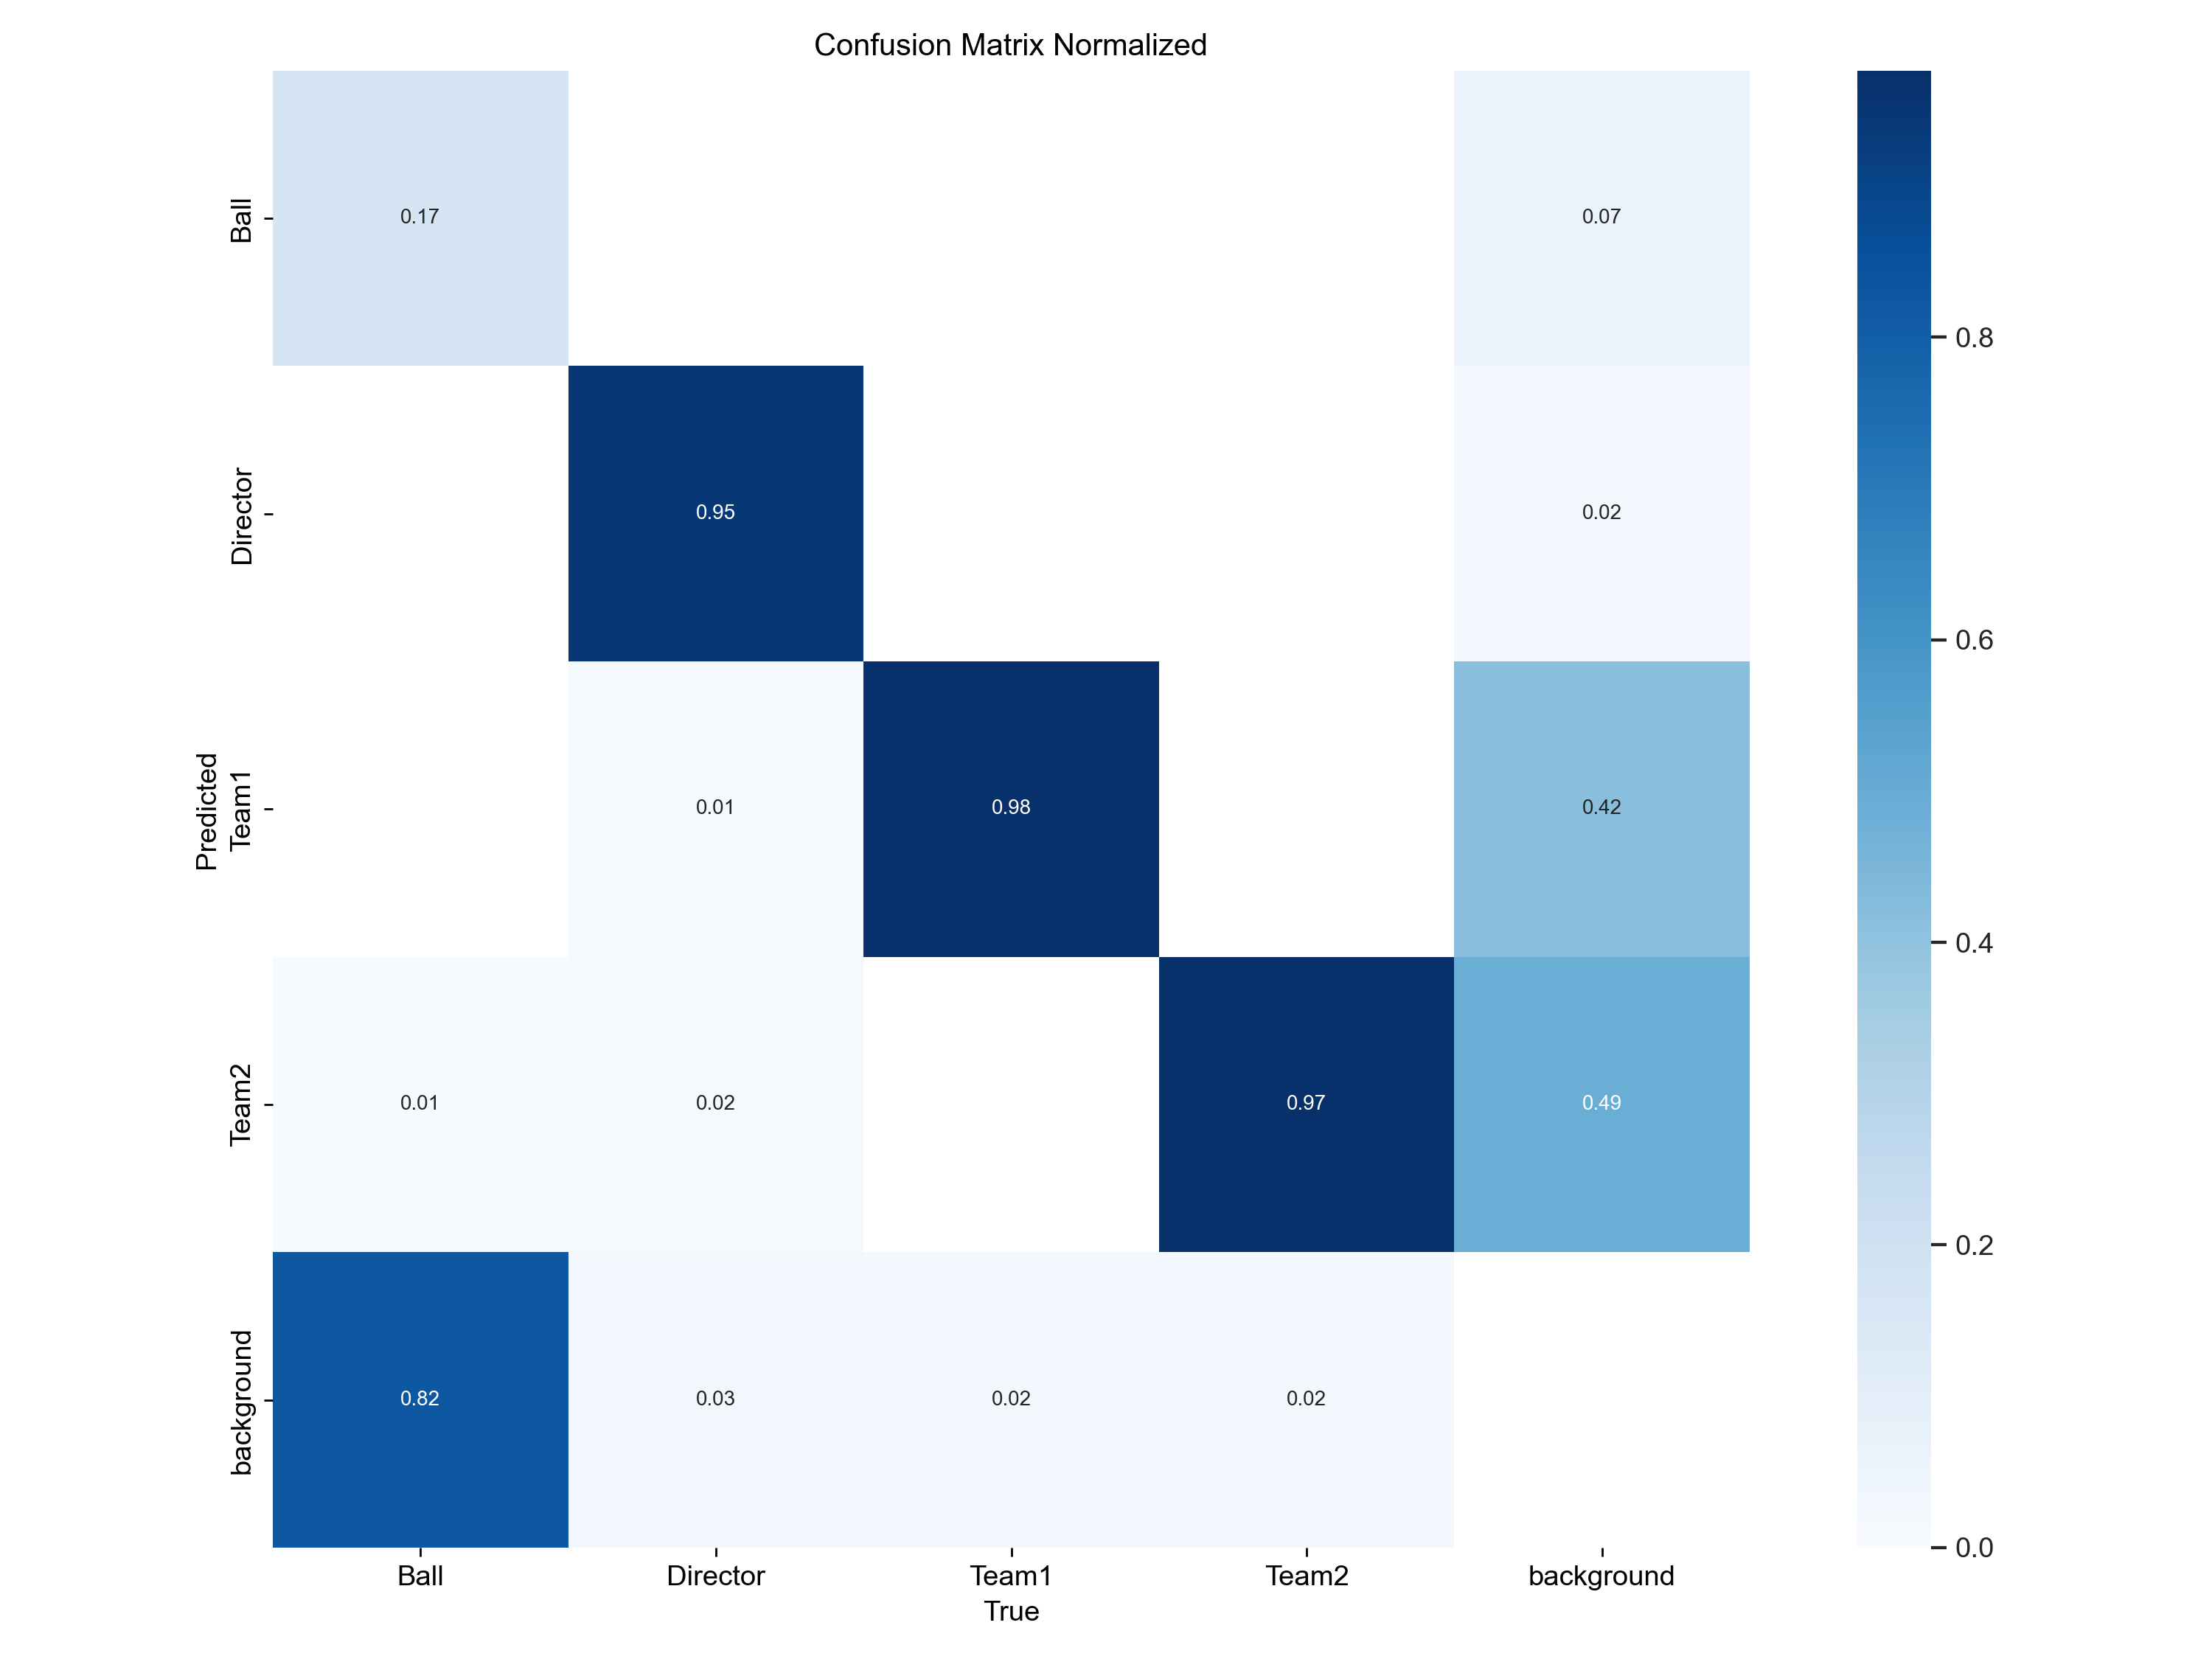 Confusion Matrix Normalized
Predicted
Ball
0.17
0.07
Director
0.95
0.02
Team1
0.01
0.98
0.42
Team2
0.01
0.02
0.97
0.49
background
0.82
0.03
0.02
0.02
Ball
Director
Team1
Team2
background
True
0.8
0.6
0.4
0.2
0.0